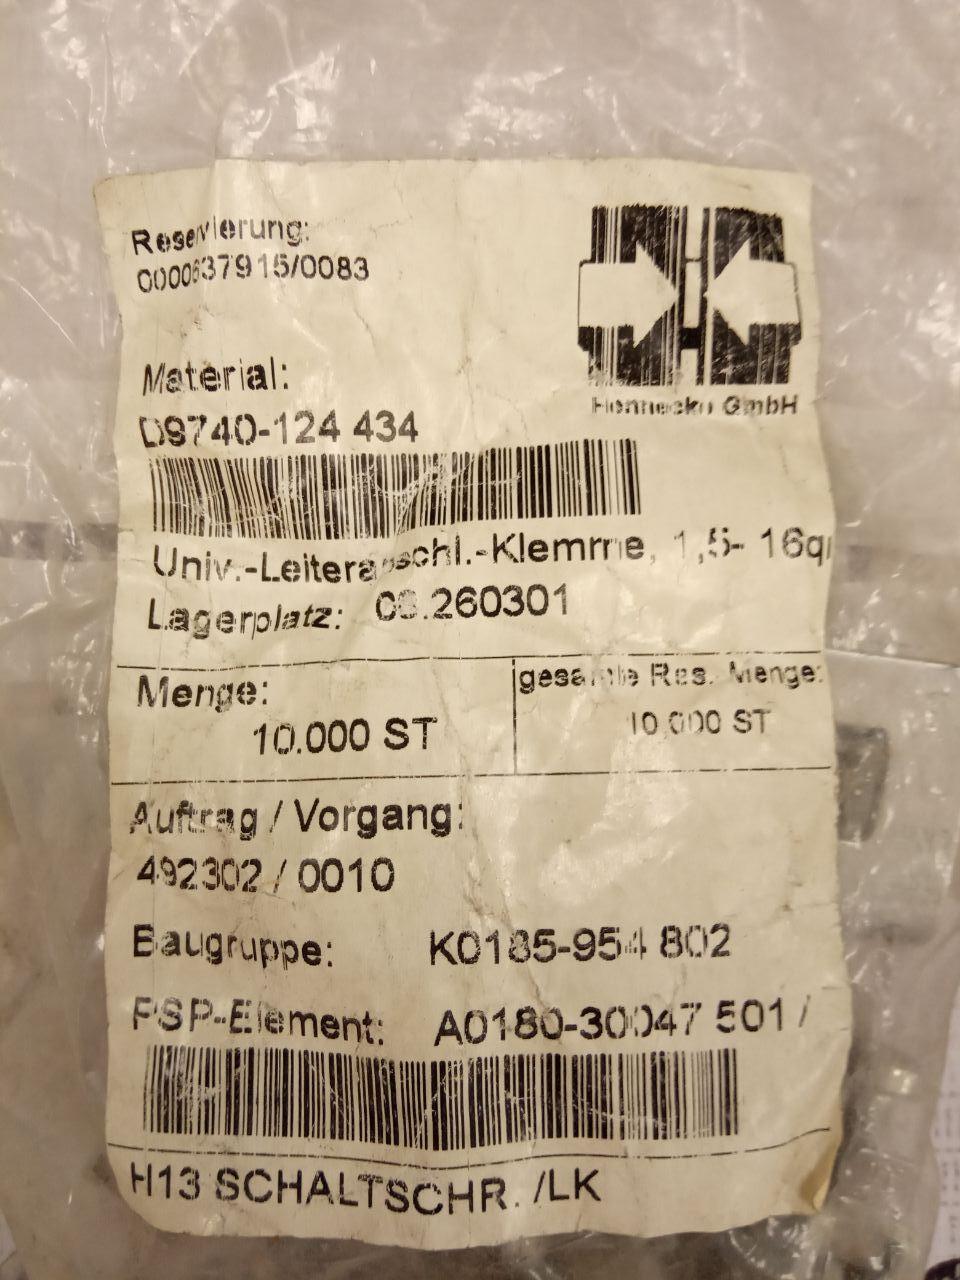 Reservierung:
0000637915/0083
Hennecke GmbH
Material:
D9740-124 434
Univ.-Leiteranschl.-Klemme, 1,5- 16q
Lagerplatz: .260301
Menge:
10.000 ST
gesamte Res. Menge:
10.000 ST
Auftrag / Vorgang:
492302 / 0010
Baugruppe: K0185-954 802
PSP-Element: A0180-30047 501 /
H13 SCHALTSCHR. /LK